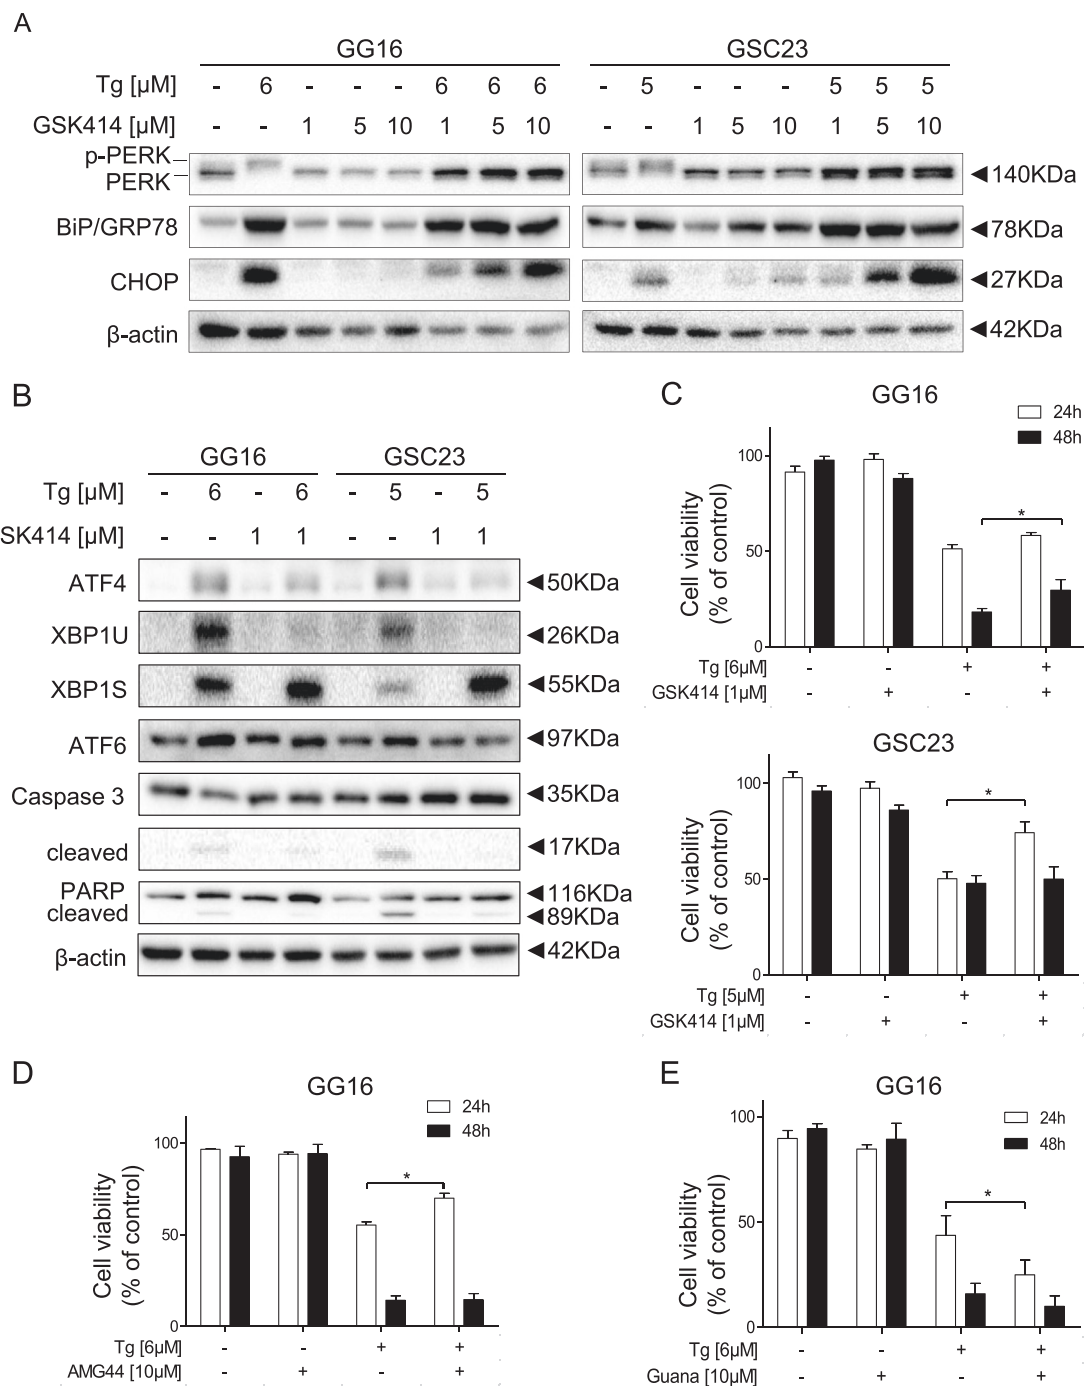 A
GG16 GSC23
Tg [µM] - 6 - - - 6 6 6 - 5 - - - 5 5 5
GSK414 [µM] - - 1 5 10 1 5 10 - - 1 5 10 1 5 10
p-PERK
PERK ◄140KDa
BiP/GRP78 ◄78KDa
CHOP ◄27KDa
β-actin ◄42KDa
B
GG16 GSC23
Tg [µM] - 6 - 6 - 5 - 5
SK414 [µM] - - 1 1 - - 1 1
ATF4 ◄50KDa
XBP1U ◄26KDa
XBP1S ◄55KDa
ATF6 ◄97KDa
Caspase 3 ◄35KDa
cleaved ◄17KDa
PARP ◄116KDa
cleaved ◄89KDa
β-actin ◄42KDa
C
GG16
24h
48h
Cell viability
(% of control)
100
50
0
Tg [6µM] - - + +
GSK414 [1µM] - + - +
*
GSC23
Cell viability
(% of control)
100
50
0
Tg [5µM] - - + +
GSK414 [1µM] - + - +
*
D
GG16
24h
48h
Cell viability
(% of control)
100
50
0
Tg [6µM] - - + +
AMG44 [10µM] - + - +
*
E
GG16
24h
48h
Cell viability
(% of control)
100
50
0
Tg [6µM] - - + +
Guana [10µM] - + - +
*